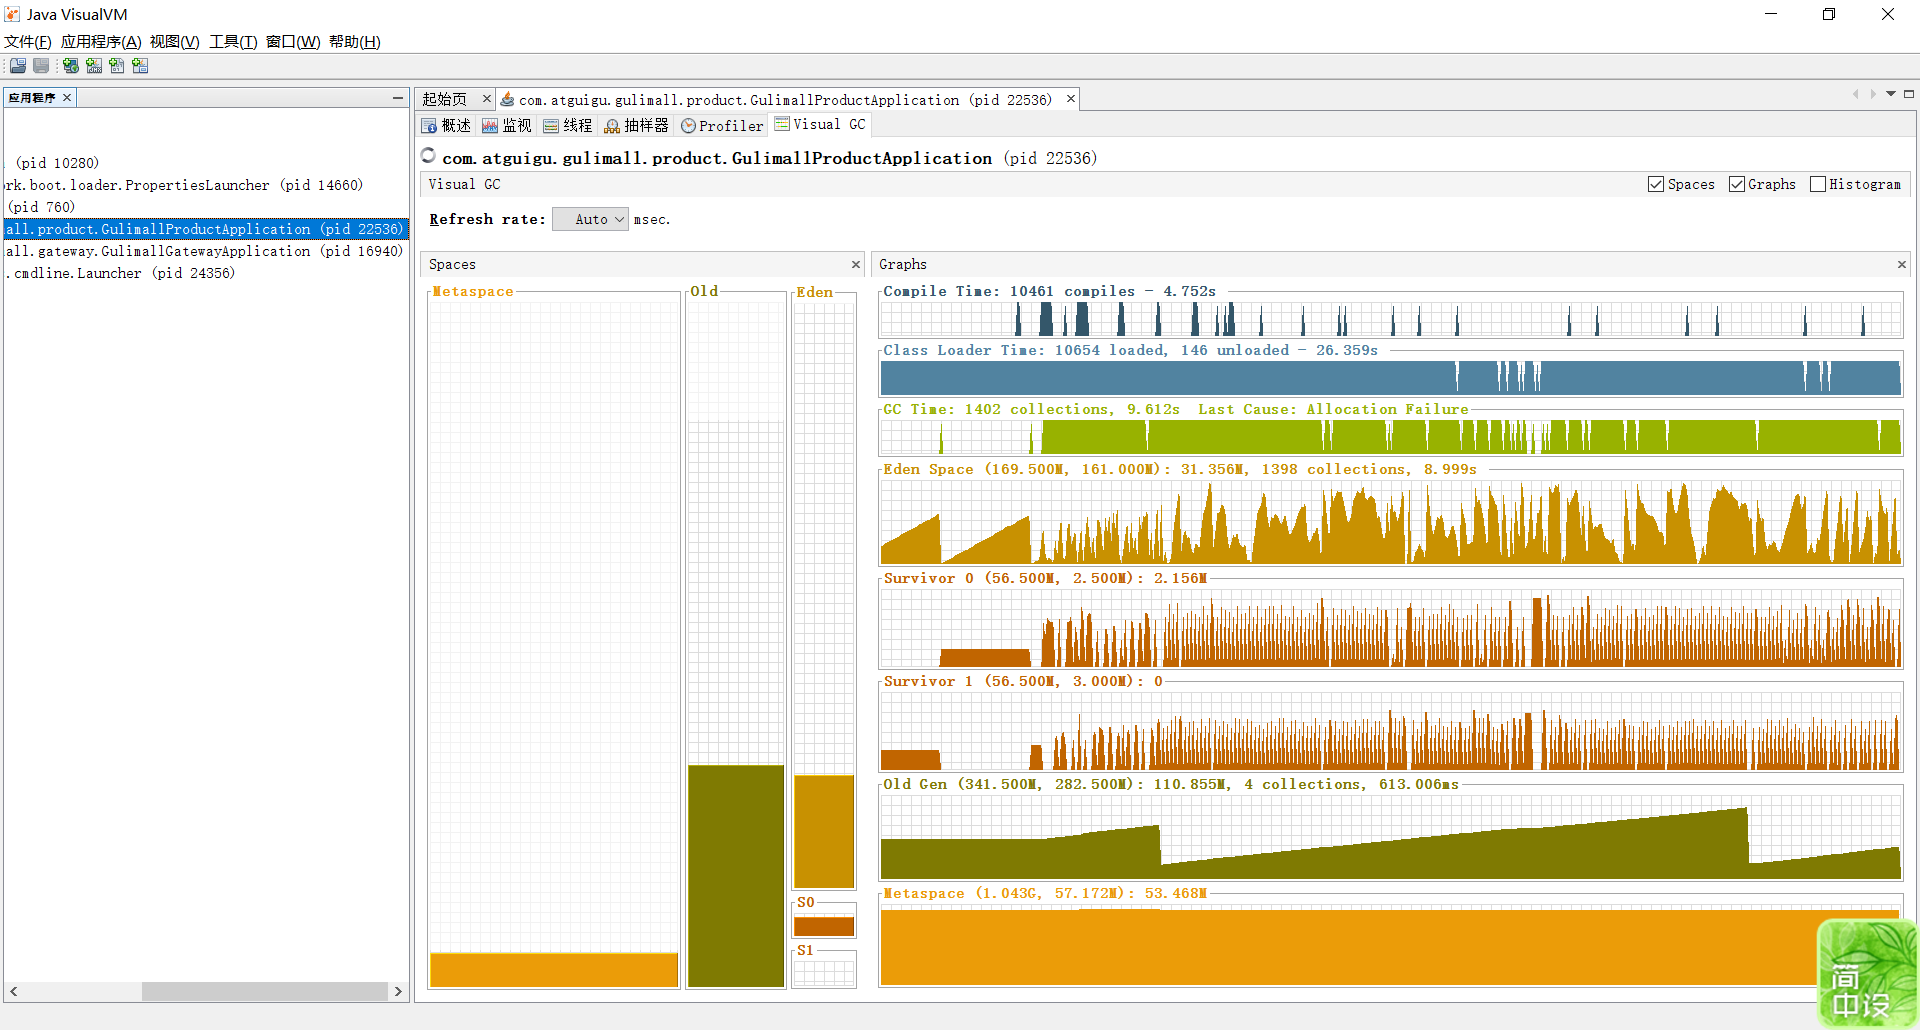 Java VisualVM
文件(F) 应用程序(A) 视图(V) 工具(T) 窗口(W) 帮助(H)
应用程序
(pid 10280)
rk.boot.loader.PropertiesLauncher (pid 14660)
(pid 760)
all.product.GulimallProductApplication (pid 22536)
all.gateway.GulimallGatewayApplication (pid 16940)
.cmdline.Launcher (pid 24356)
起始页 com.atguigu.gulimall.product.GulimallProductApplication (pid 22536)
概述 监视 线程 抽样器 Profiler Visual GC
com.atguigu.gulimall.product.GulimallProductApplication (pid 22536)
Visual GC Spaces Graphs Histogram
Refresh rate: Auto msec.
Spaces
Metaspace Old Eden
S0
S1
Graphs
Compile Time: 10461 compiles - 4.752s
Class Loader Time: 10654 loaded, 146 unloaded - 26.359s
GC Time: 1402 collections, 9.612s Last Cause: Allocation Failure
Eden Space (169.500M, 161.000M): 31.356M, 1398 collections, 8.999s
Survivor 0 (56.500M, 2.500M): 2.156M
Survivor 1 (56.500M, 3.000M): 0
Old Gen (341.500M, 282.500M): 110.855M, 4 collections, 613.006ms
Metaspace (1.043G, 57.172M): 53.468M
简
中设